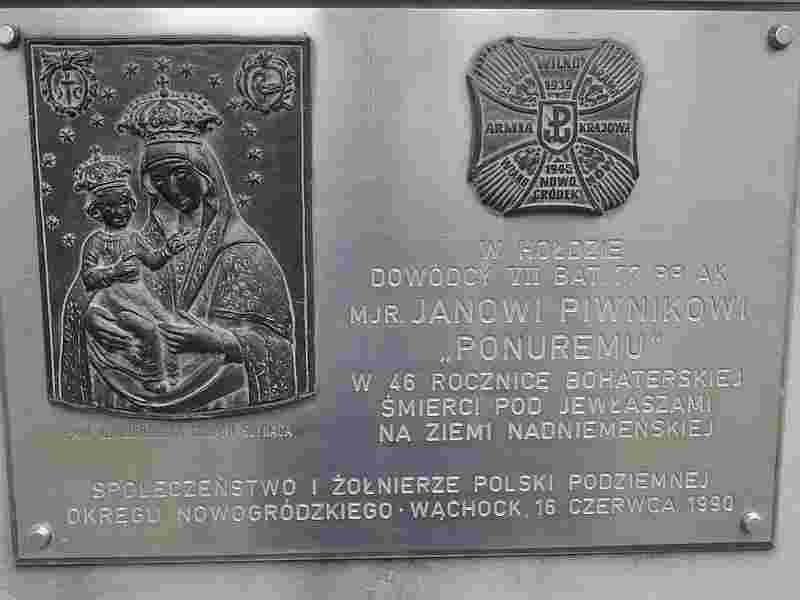 WILNO
1939
ARMIA KRAJOWA
1945
NOWO
GRÓDEK
W HOŁDZIE
DOWÓDCY VII BAT. 77 PP AK
MJR. JANOWI PIWNIKOWI
„PONUREMU"
W 46 ROCZNICĘ BOHATERSKIEJ
ŚMIERCI POD JEWŁASZAMI
NA ZIEMI NADNIEMEŃSKIEJ
SPOŁECZEŃSTWO I ŻOŁNIERZE POLSKI PODZIEMNEJ
OKRĘGU NOWOGRÓDZKIEGO · WĄCHOCK, 16 CZERWCA 1990